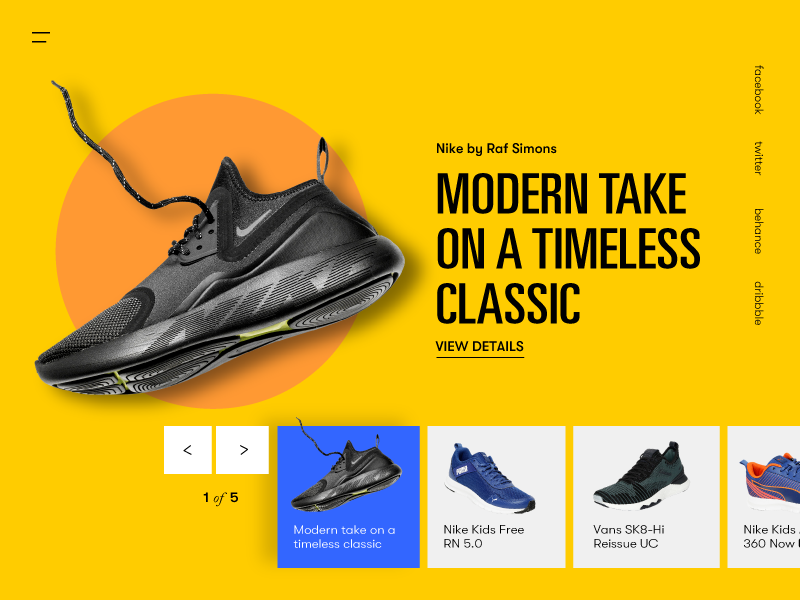 facebook
twitter
behance
dribbble
Nike by Raf Simons
MODERN TAKE
ON A TIMELESS
CLASSIC
VIEW DETAILS
< >
1 of 5
Modern take on a
timeless classic
PUMA
Nike Kids Free
RN 5.0
Vans SK8-Hi
Reissue UC
Nike Kids
360 Now